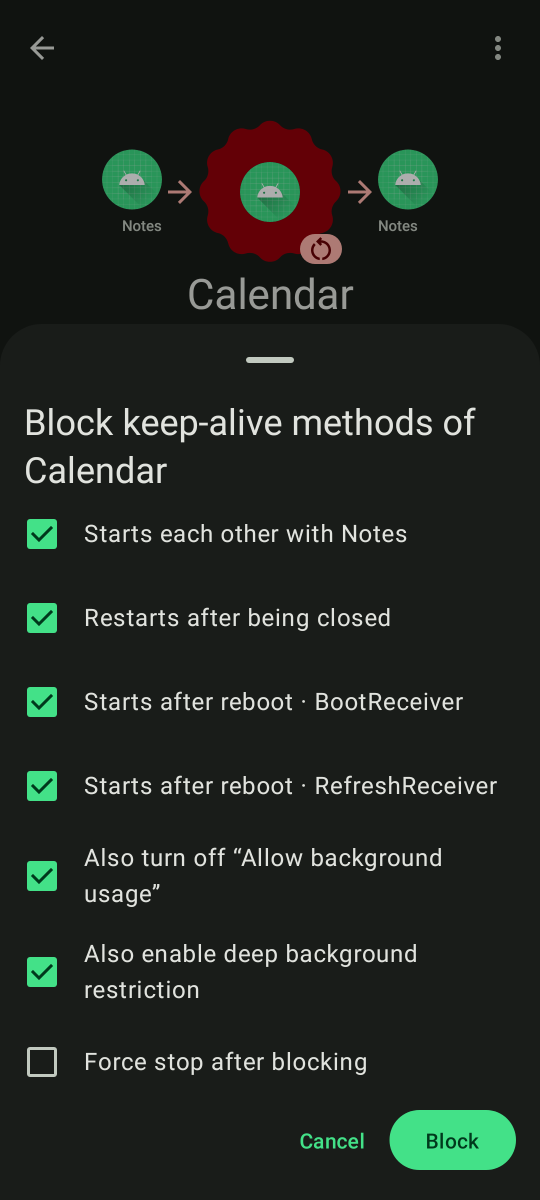 Notes
Notes
Calendar
Block keep-alive methods of
Calendar
Starts each other with Notes
Restarts after being closed
Starts after reboot · BootReceiver
Starts after reboot · RefreshReceiver
Also turn off “Allow background
usage”
Also enable deep background
restriction
Force stop after blocking
Cancel
Block